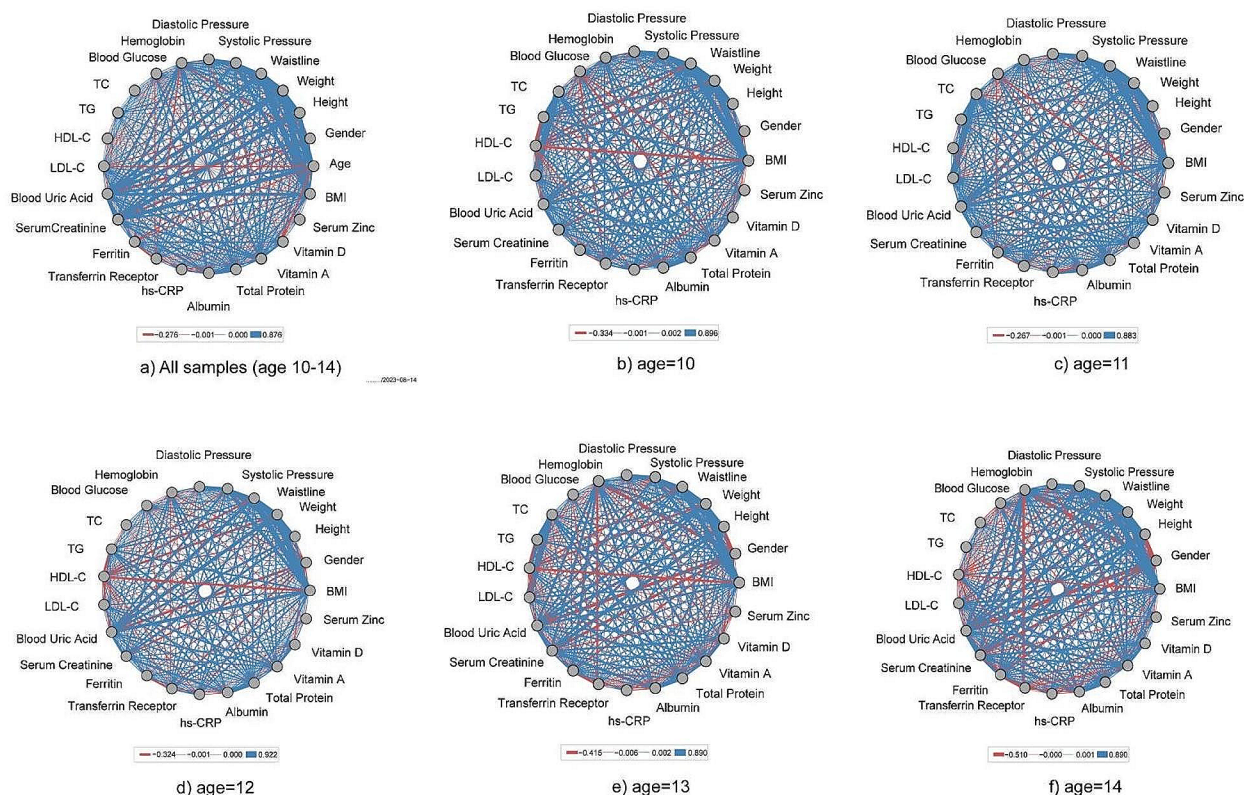 Diastolic Pressure
Hemoglobin
Systolic Pressure
Blood Glucose
Waistline
TC
Weight
TG
Height
HDL-C
Gender
LDL-C
Age
Blood Uric Acid
BMI
SerumCreatinine
Serum Zinc
Ferritin
Vitamin D
Transferrin Receptor
Vitamin A
hs-CRP
Total Protein
Albumin
-0.276 -0.001 0.000 0.876
a) All samples (age 10-14)
/2023-08-14
Diastolic Pressure
Hemoglobin
Systolic Pressure
Blood Glucose
Waistline
TC
Weight
TG
Height
HDL-C
Gender
LDL-C
BMI
Blood Uric Acid
Serum Zinc
Serum Creatinine
Vitamin D
Ferritin
Vitamin A
Transferrin Receptor
Total Protein
hs-CRP
Albumin
-0.334 -0.001 0.002 0.896
b) age=10
Diastolic Pressure
Hemoglobin
Systolic Pressure
Blood Glucose
Waistline
TC
Weight
TG
Height
HDL-C
Gender
LDL-C
BMI
Blood Uric Acid
Serum Zinc
Serum Creatinine
Vitamin D
Ferritin
Vitamin A
Transferrin Receptor
Total Protein
hs-CRP
Albumin
-0.267 -0.001 0.000 0.883
c) age=11
Diastolic Pressure
Hemoglobin
Systolic Pressure
Blood Glucose
Waistline
TC
Weight
TG
Height
HDL-C
Gender
LDL-C
BMI
Blood Uric Acid
Serum Zinc
Serum Creatinine
Vitamin D
Ferritin
Vitamin A
Transferrin Receptor
Total Protein
hs-CRP
Albumin
-0.324 -0.001 0.000 0.922
d) age=12
Diastolic Pressure
Hemoglobin
Systolic Pressure
Blood Glucose
Waistline
TC
Weight
TG
Height
HDL-C
Gender
LDL-C
BMI
Blood Uric Acid
Serum Zinc
Serum Creatinine
Vitamin D
Ferritin
Vitamin A
Transferrin Receptor
Total Protein
hs-CRP
Albumin
-0.415 -0.006 0.002 0.890
e) age=13
Diastolic Pressure
Hemoglobin
Systolic Pressure
Blood Glucose
Waistline
TC
Weight
TG
Height
HDL-C
Gender
LDL-C
BMI
Blood Uric Acid
Serum Zinc
Serum Creatinine
Vitamin D
Ferritin
Vitamin A
Transferrin Receptor
Total Protein
hs-CRP
Albumin
-0.510 -0.000 0.001 0.890
f) age=14